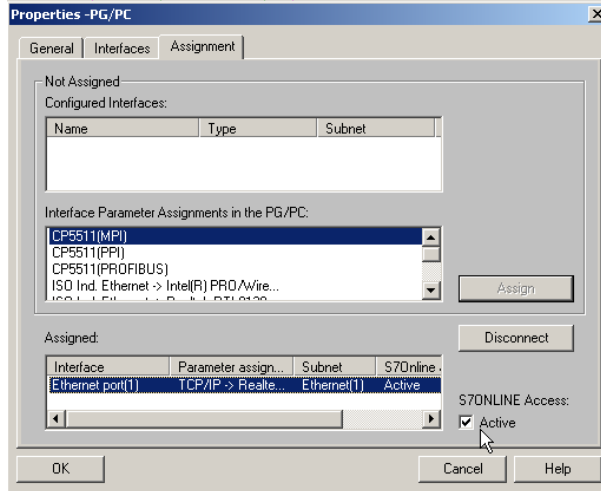 Properties -PG/PC
General Interfaces Assignment
Not Assigned
Configured Interfaces:
Name Type Subnet
Interface Parameter Assignments in the PG/PC:
CP5511(MPI)
CP5511(PPI)
CP5511(PROFIBUS)
ISO Ind. Ethernet -> Intel(R) PRO/Wire...
Assign
Assigned:
Disconnect
Interface Parameter assign... Subnet S7Online
Ethernet port(1) TCP/IP -> Realte... Ethernet(1) Active
S7ONLINE Access:
Active
OK Cancel Help